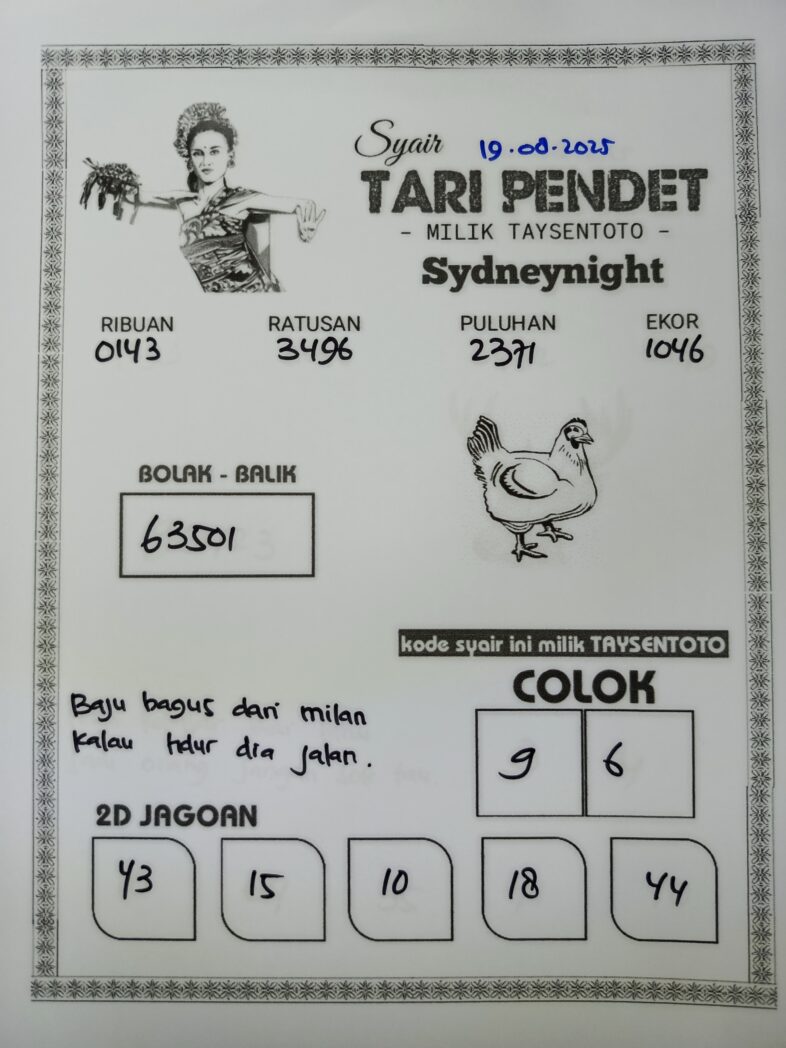 Syair 19.08.2025
TARI PENDET
- MILIK TAYSENTOTO -
Sydneynight
RIBUAN RATUSAN PULUHAN EKOR
0143 3496 2371 1046
BOLAK - BALIK
63501
kode syair ini milik TAYSENTOTO
COLOK
9 6
Baju bagus dari milan
Kalau tidur dia jalan.
2D JAGOAN
43 15 10 18 44